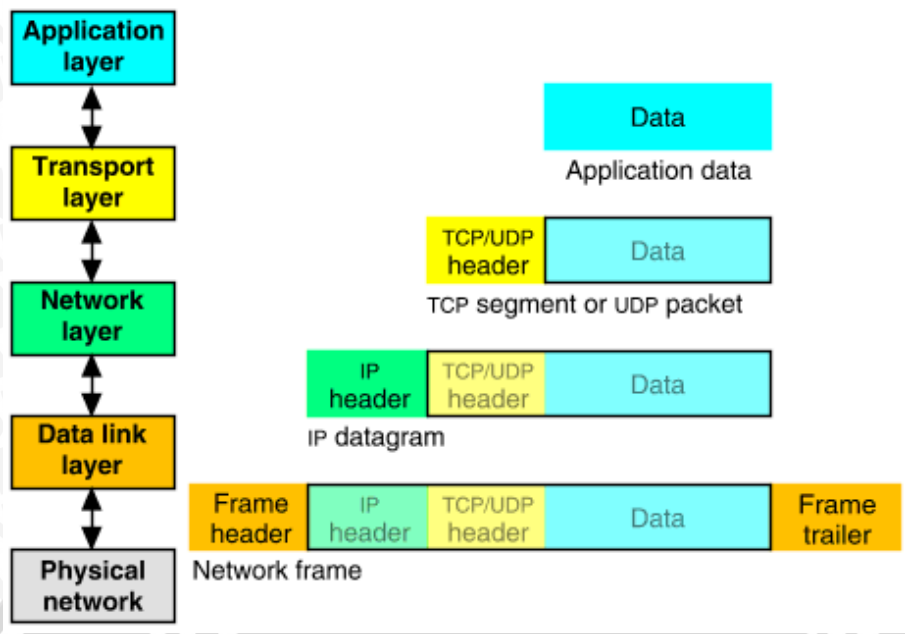 Application
layer
Data
Application data
Transport
layer
TCP/UDP
header
Data
TCP segment or UDP packet
Network
layer
IP
header
TCP/UDP
header
Data
IP datagram
Data link
layer
Frame
header
IP
header
TCP/UDP
header
Data
Frame
trailer
Network frame
Physical
network